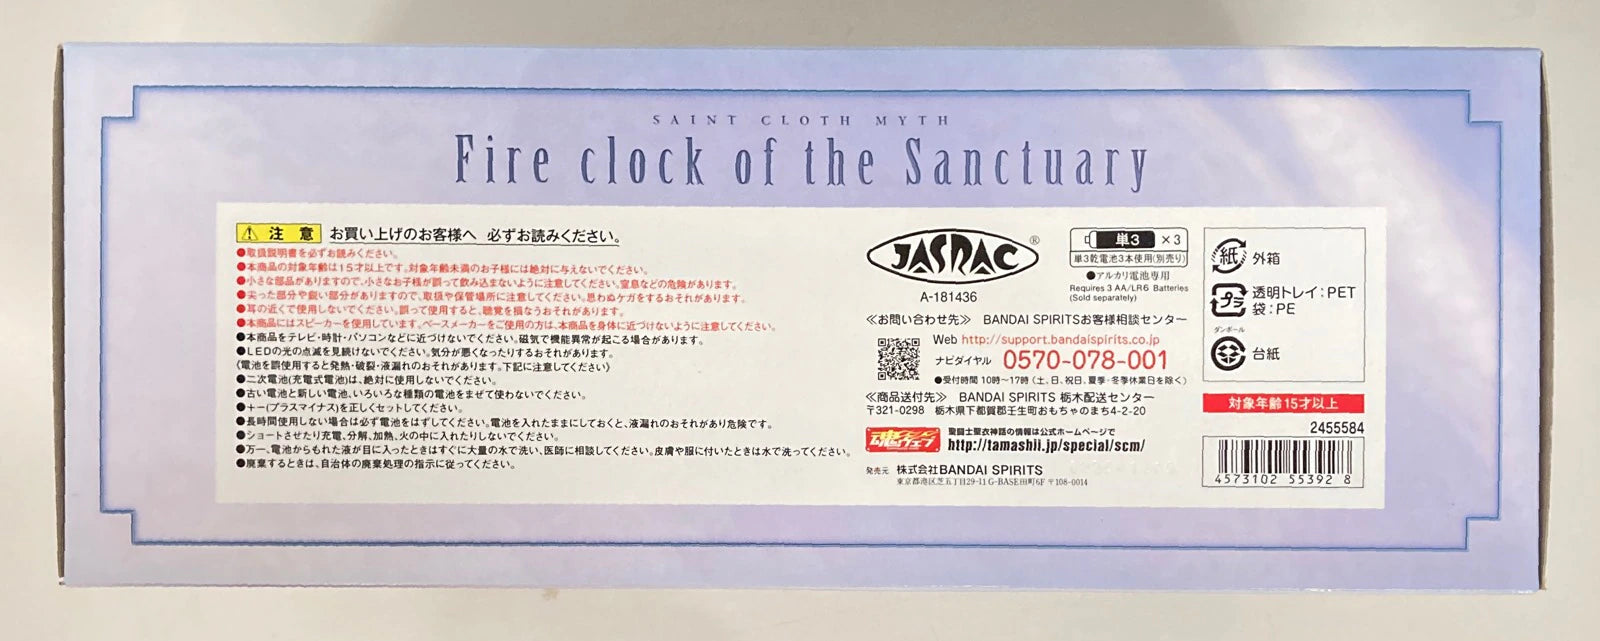 SAINT CLOTH MYTH
Fire clock of the Sanctuary
注 意 お買い上げのお客様へ 必ずお読みください。
●取扱説明書を必ずお読みください。
●本商品の対象年齢は15才以上です。対象年齢未満のお子様には絶対に与えないでください。
●小さな部品がありますので、小さなお子様が誤って飲み込まないように注意してください。窒息などの危険があります。
●尖った部分や鋭い部分がありますので、取扱や保管場所に注意してください。思わぬケガをするおそれがあります。
●耳の近くで使用しないでください。誤って使用すると、聴覚を損なうおそれがあります。
●本商品にはスピーカーを使用しています。ペースメーカーをご使用の方は、本商品を身体に近づけないように注意してください。
●本商品をテレビ・時計・パソコンなどに近づけないでください。磁気で機能異常が起こる場合があります。
●LEDの光の点滅を見続けないでください。気分が悪くなったりするおそれがあります。
《電池を誤使用すると発熱・破裂・液漏れのおそれがあります。下記に注意してください》
●二次電池(充電式電池)は、絶対に使用しないでください。
●古い電池と新しい電池、いろいろな種類の電池をまぜて使わないでください。
●+−(プラスマイナス)を正しくセットしてください。
●長時間使用しない場合は必ず電池をはずしてください。電池を入れたままにしておくと、液漏れのおそれがあり危険です。
●ショートさせたり充電、分解、加熱、火の中に入れたりしないでください。
●万一、電池からもれた液が目に入ったときはすぐに大量の水で洗い、医師に相談してください。皮膚や服に付いたときは水で洗ってください。
●廃棄するときは、自治体の廃棄処理の指示に従ってください。
JASRAC ®
A-181436
単3 ×3
単3乾電池3本使用(別売り)
●アルカリ電池専用
Requires 3 AA/LR6 Batteries
(Sold separately)
≪お問い合わせ先≫ BANDAI SPIRITSお客様相談センター
Web http://support.bandaispirits.co.jp
ナビダイヤル 0570-078-001
●受付時間 10時〜17時(土、日、祝日、夏季・冬季休業日を除く)
≪商品送付先≫ BANDAI SPIRITS 栃木配送センター
〒321-0298 栃木県下都賀郡壬生町おもちゃのまち4-2-20
魂ウェブ 聖闘士聖衣神話の情報は公式ホームページで
http://tamashii.jp/special/scm/
発売元 株式会社BANDAI SPIRITS
東京都港区芝五丁目29-11 G-BASE田町6F 〒108-0014
紙 外箱
プラ 透明トレイ:PET
袋:PE
ダンボール
台紙
対象年齢15才以上
2455584
4573102 55392 8